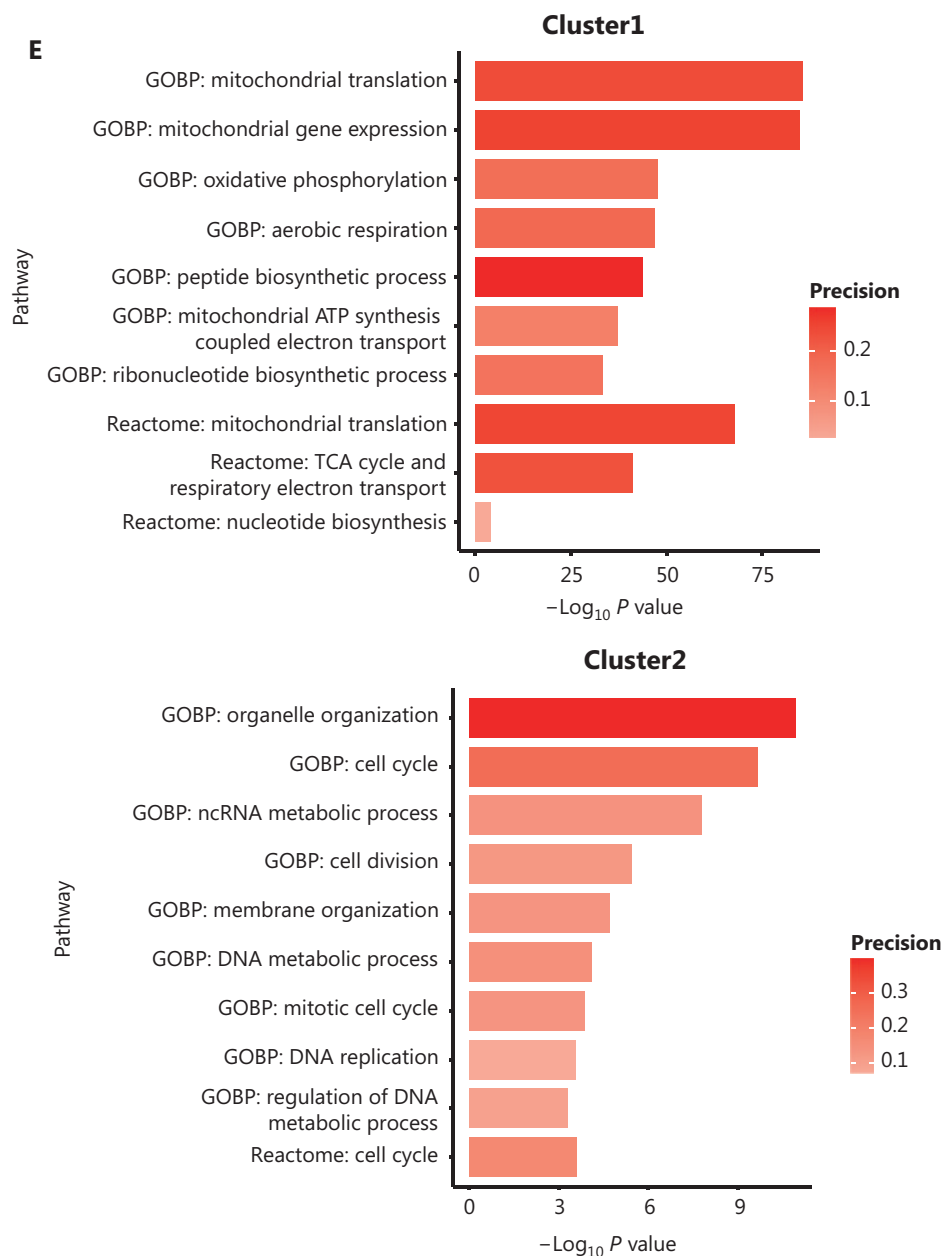 E
Cluster1
Pathway
GOBP: mitochondrial translation
GOBP: mitochondrial gene expression
GOBP: oxidative phosphorylation
GOBP: aerobic respiration
GOBP: peptide biosynthetic process
GOBP: mitochondrial ATP synthesis
coupled electron transport
GOBP: ribonucleotide biosynthetic process
Reactome: mitochondrial translation
Reactome: TCA cycle and
respiratory electron transport
Reactome: nucleotide biosynthesis
0 25 50 75
−Log₁₀ P value
Precision
0.2
0.1
Cluster2
Pathway
GOBP: organelle organization
GOBP: cell cycle
GOBP: ncRNA metabolic process
GOBP: cell division
GOBP: membrane organization
GOBP: DNA metabolic process
GOBP: mitotic cell cycle
GOBP: DNA replication
GOBP: regulation of DNA
metabolic process
Reactome: cell cycle
0 3 6 9
−Log₁₀ P value
Precision
0.3
0.2
0.1